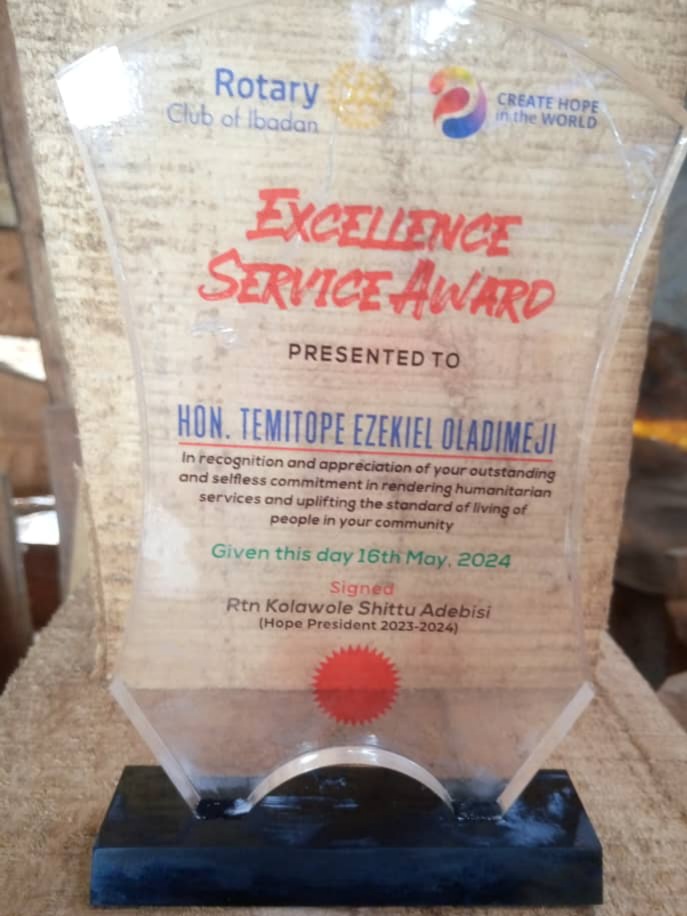 Rotary
Club of Ibadan
CREATE HOPE
in the WORLD
EXCELLENCE
SERVICE AWARD
PRESENTED TO
HON. TEMITOPE EZEKIEL OLADIMEJI
In recognition and appreciation of your outstanding
and selfless commitment in rendering humanitarian
services and uplifting the standard of living of
people in your community
Given this day 16th May, 2024
Signed
Rtn Kolawole Shittu Adebisi
(Hope President 2023-2024)